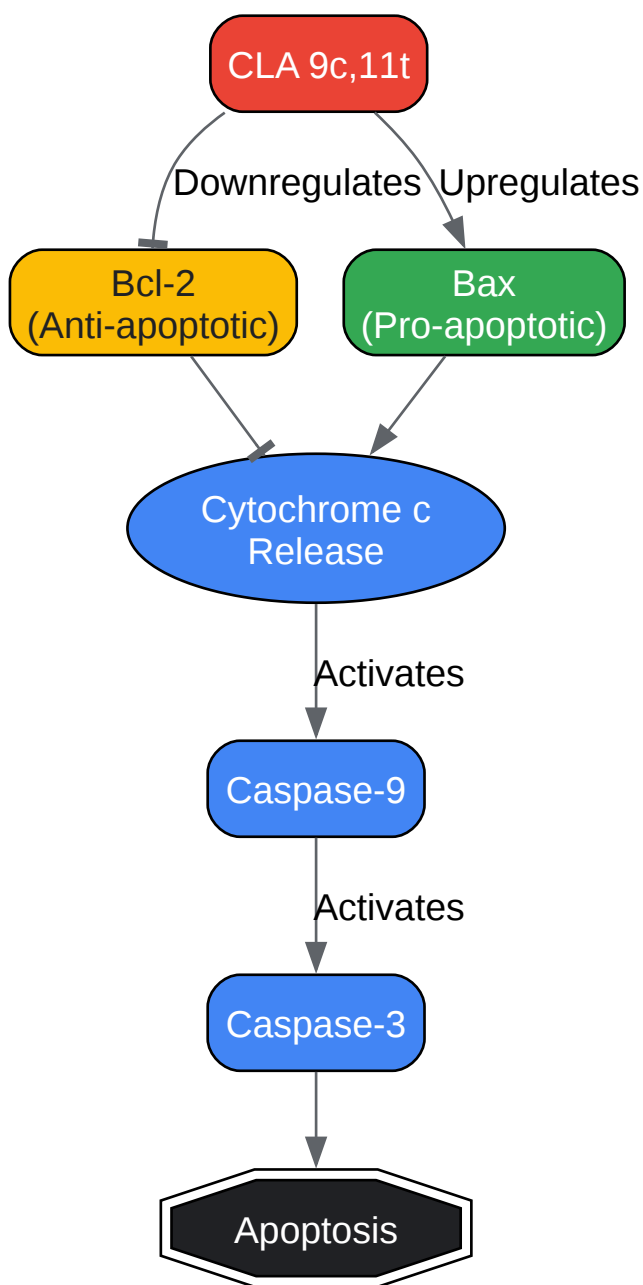 CLA 9c,11t
Downregulates
Upregulates
Bcl-2
(Anti-apoptotic)
Bax
(Pro-apoptotic)
Cytochrome c
Release
Activates
Caspase-9
Activates
Caspase-3
Apoptosis